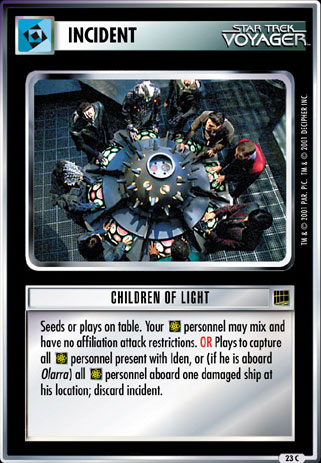 INCIDENT
STAR TREK
VOYAGER™
™ & © 2001 PAR. P.C. TM & © 2001 DECIPHER INC.
CHILDREN OF LIGHT
Seeds or plays on table. Your personnel may mix and
have no affiliation attack restrictions. OR Plays to capture
all personnel present with Iden, or (if he is aboard
Olarra) all personnel aboard one damaged ship at
his location; discard incident.
23 C